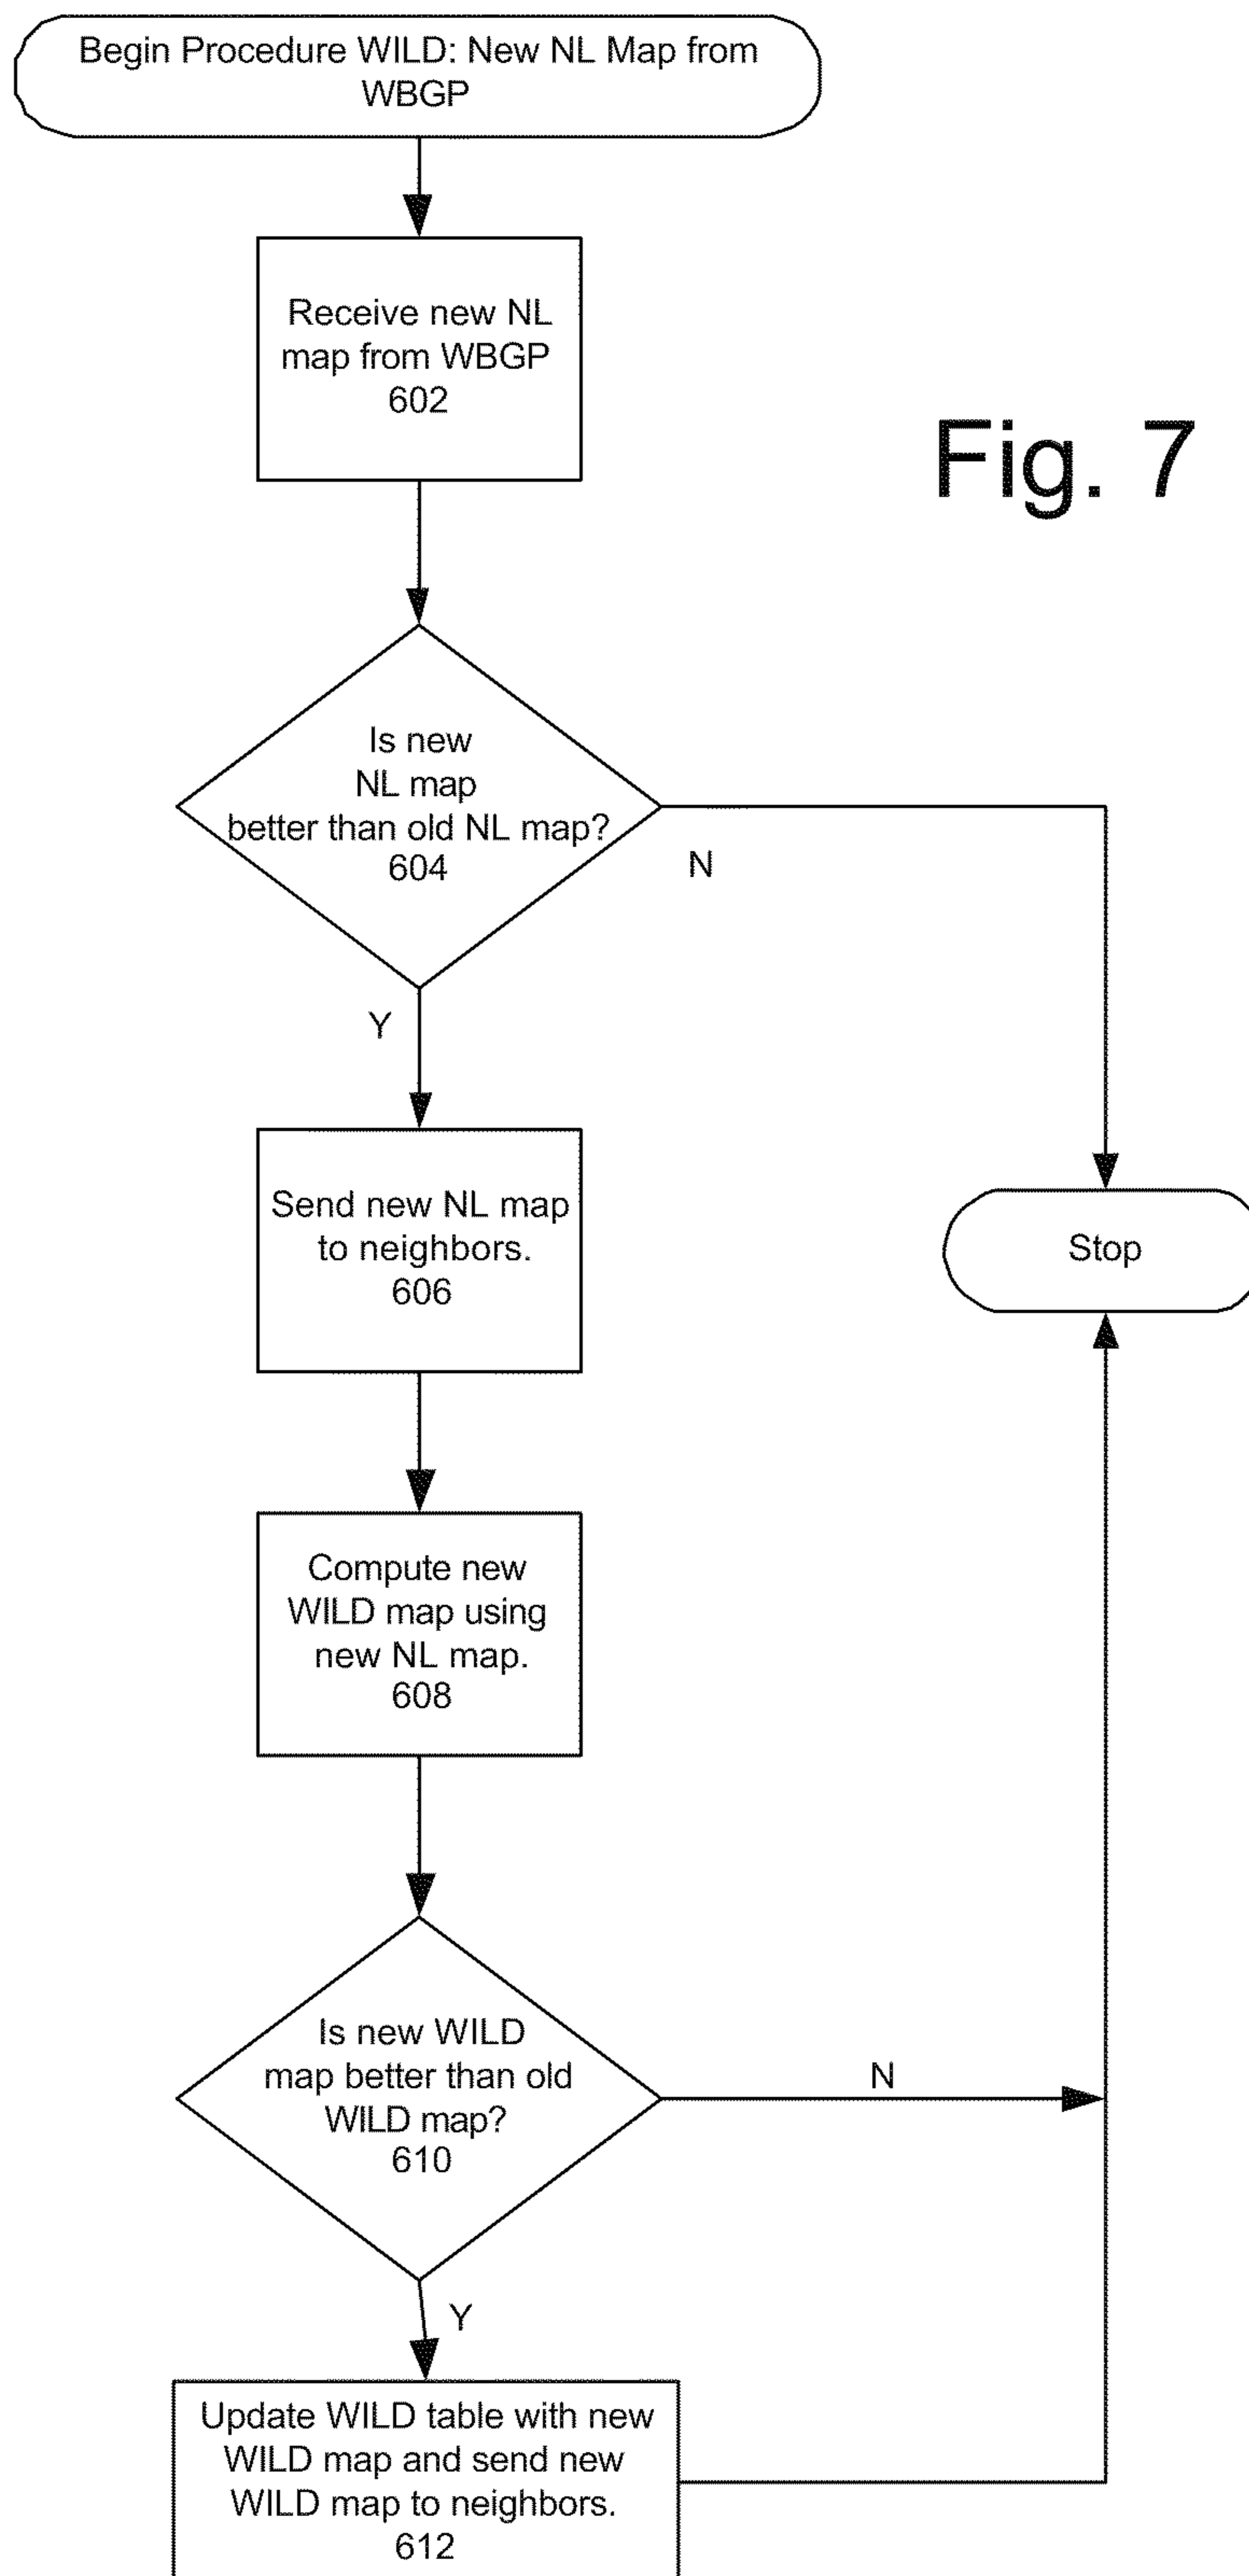 Begin Procedure WILD: New NL Map from
WBGP
Receive new NL
map from WBGP
602
Fig. 7
Is new
NL map
better than old NL map?
604
N
Y
Send new NL map
to neighbors.
606
Stop
Compute new
WILD map using
new NL map.
608
Is new WILD
map better than old
WILD map?
610
N
Y
Update WILD table with new
WILD map and send new
WILD map to neighbors.
612